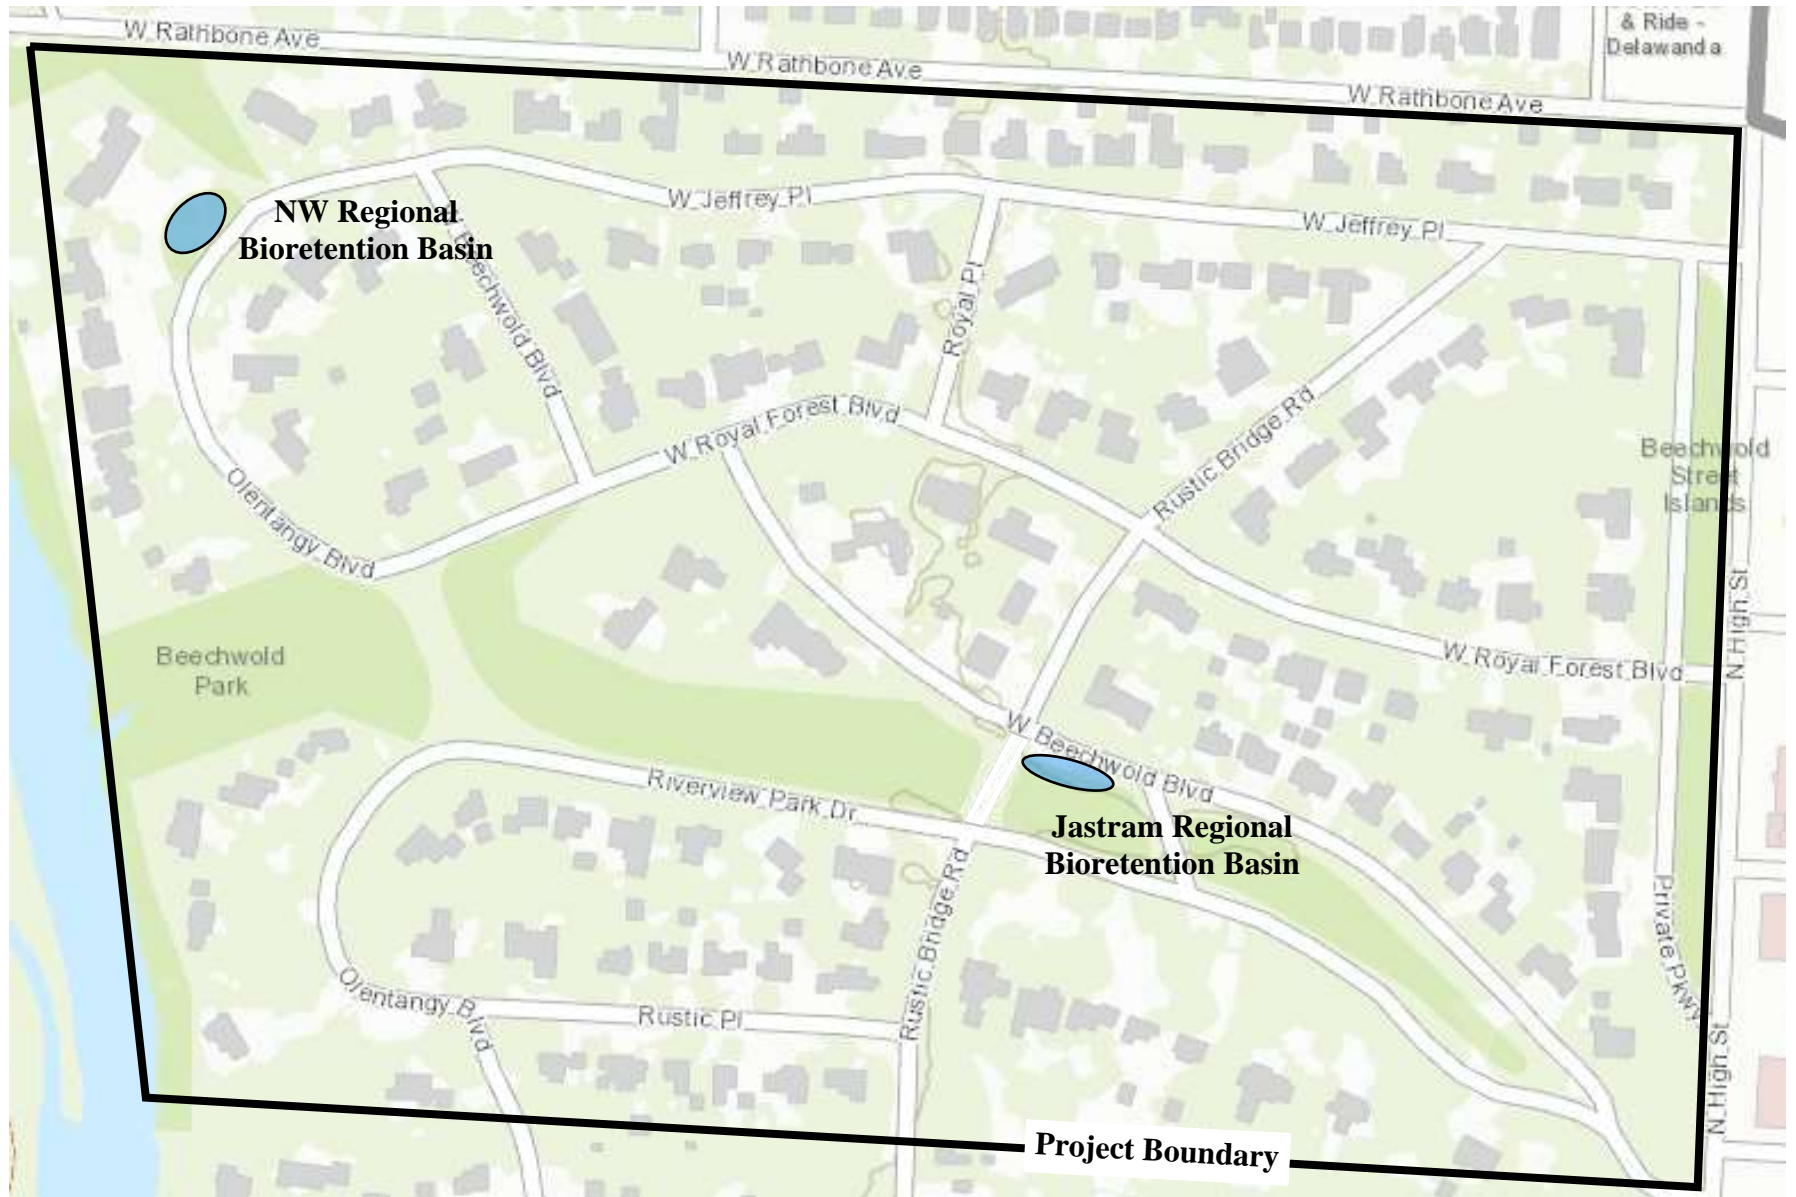 W Rathbone Ave
W Rathbone Ave
W Rathbone Ave
& Ride -
Delawanda
W Jeffrey Pl
W Jeffrey Pl
NW Regional
Bioretention Basin
W Beechwold Blvd
Royal Pl
W Royal Forest Blvd
Rustic Bridge Rd
Beechwold
Street
Islands
Olentangy Blvd
N High St
Beechwold
Park
W Royal Forest Blvd
W Beechwold Blvd
Riverview Park Dr
Jastram Regional
Bioretention Basin
Rustic Bridge Rd
Private Pkwy
Olentangy Blvd
Rustic Pl
N High St
Project Boundary